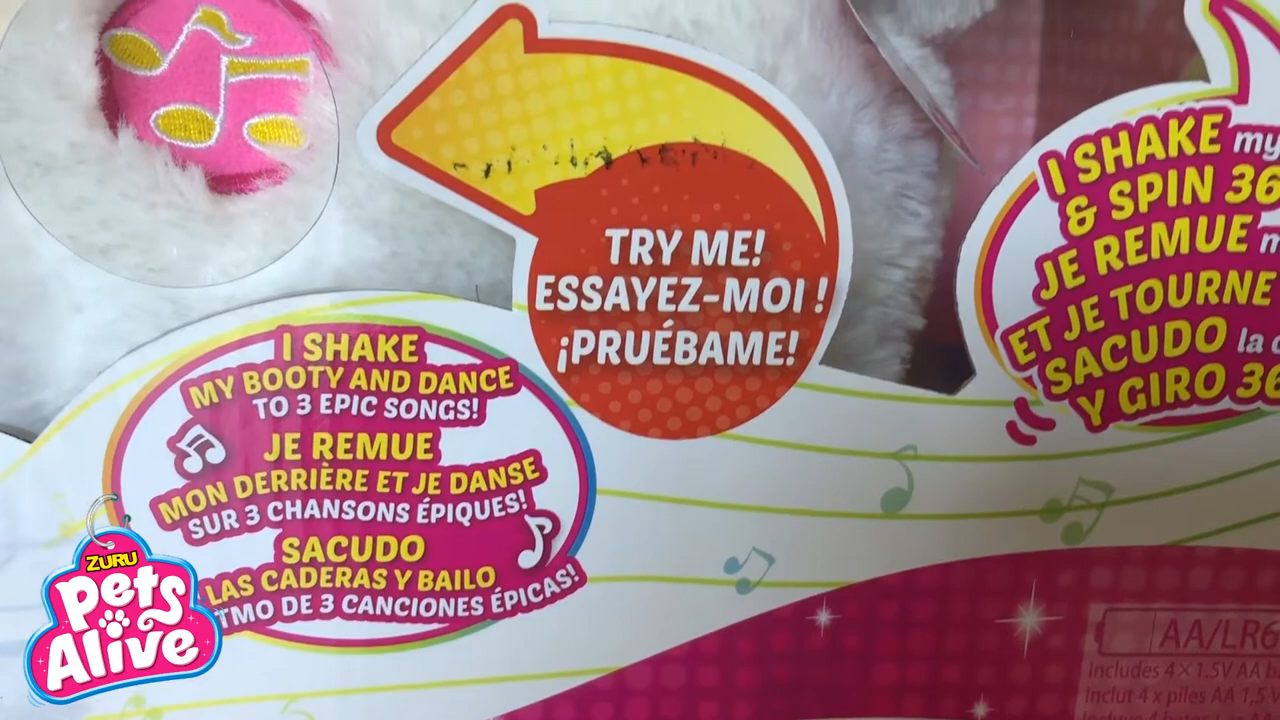 TRY ME!
ESSAYEZ-MOI !
¡PRUÉBAME!
I SHAKE
MY BOOTY AND DANCE
TO 3 EPIC SONGS!
JE REMUE
MON DERRIÈRE ET JE DANSE
SUR 3 CHANSONS ÉPIQUES!
SACUDO
LAS CADERAS Y BAILO
DE 3 CANCIONES ÉPICAS!
I SHAKE my
& SPIN 36
JE REMUE
ET JE TOURNE
SACUDO la
Y GIRO 36
ZURU
Pets
Alive
AA/LR6
Includes 4 x 1.5V AA
Inclut 4 x piles AA 1,5 V